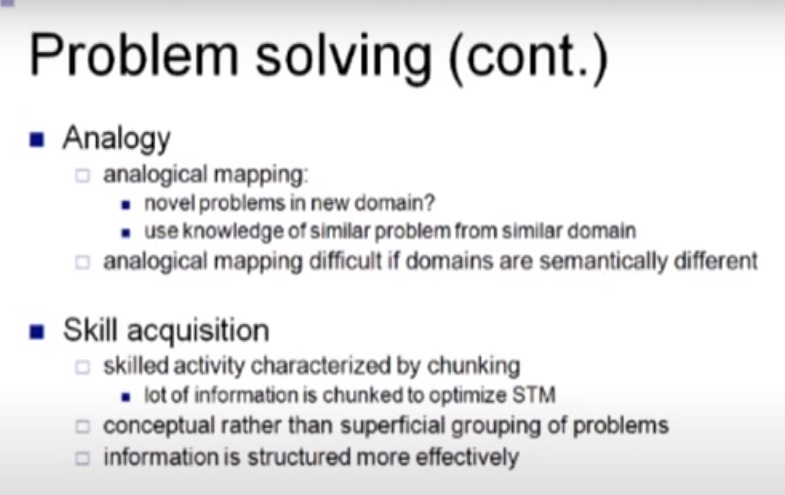 Problem solving (cont.)
Analogy
analogical mapping:
novel problems in new domain?
use knowledge of similar problem from similar domain
analogical mapping difficult if domains are semantically different
Skill acquisition
skilled activity characterized by chunking
lot of information is chunked to optimize STM
conceptual rather than superficial grouping of problems
information is structured more effectively